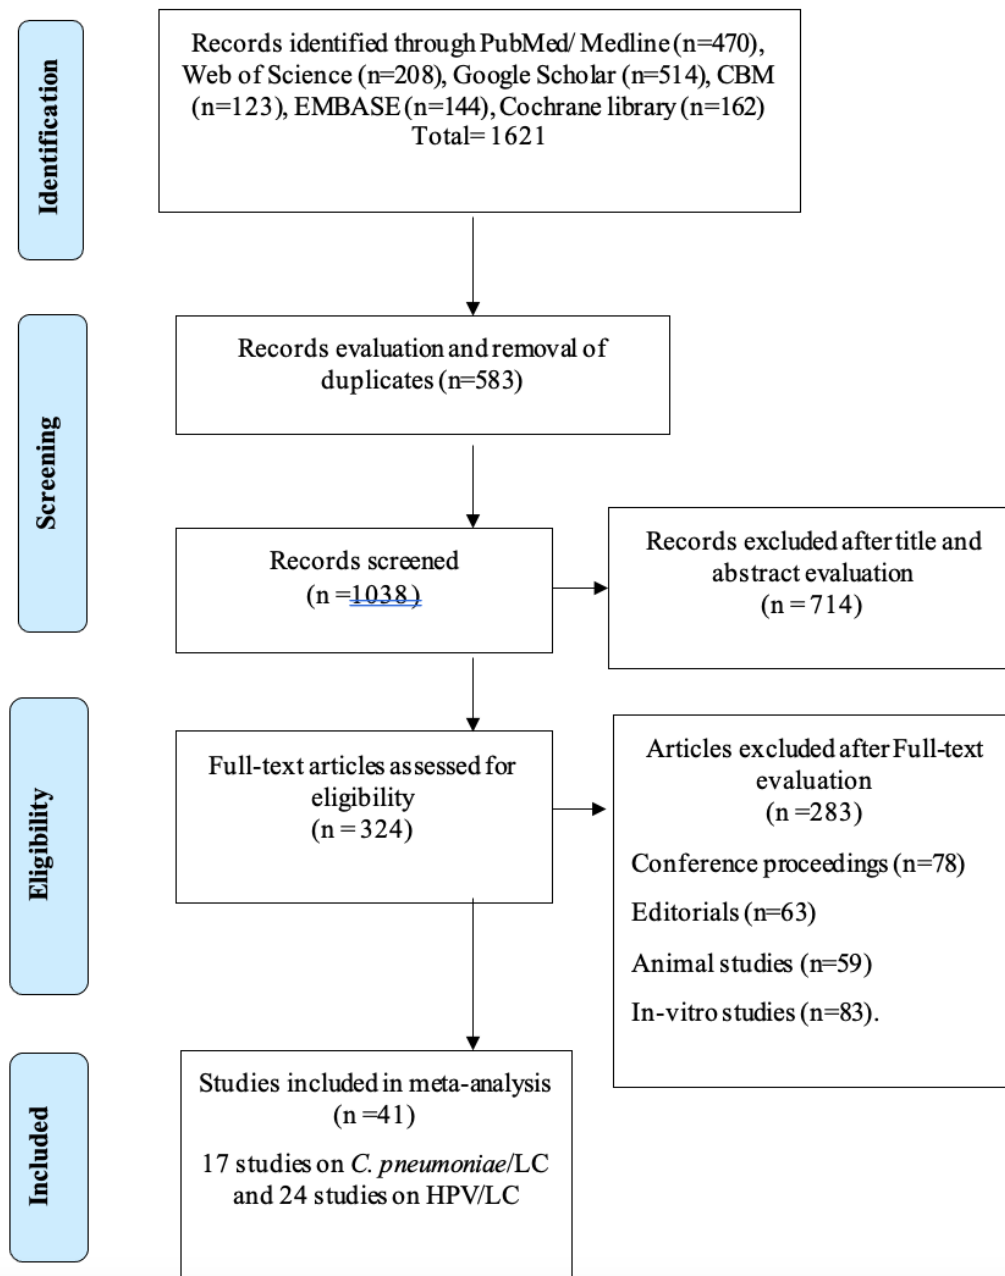 Identification
Records identified through PubMed/ Medline (n=470),
Web of Science (n=208), Google Scholar (n=514), CBM
(n=123), EMBASE (n=144), Cochrane library (n=162)
Total= 1621
Screening
Records evaluation and removal of
duplicates (n=583)
Records screened
(n =1038)
Records excluded after title and
abstract evaluation
(n = 714)
Eligibility
Full-text articles assessed for
eligibility
(n = 324)
Articles excluded after Full-text
evaluation
(n =283)
Conference proceedings (n=78)
Editorials (n=63)
Animal studies (n=59)
In-vitro studies (n=83).
Included
Studies included in meta-analysis
(n =41)
17 studies on C. pneumoniae/LC
and 24 studies on HPV/LC